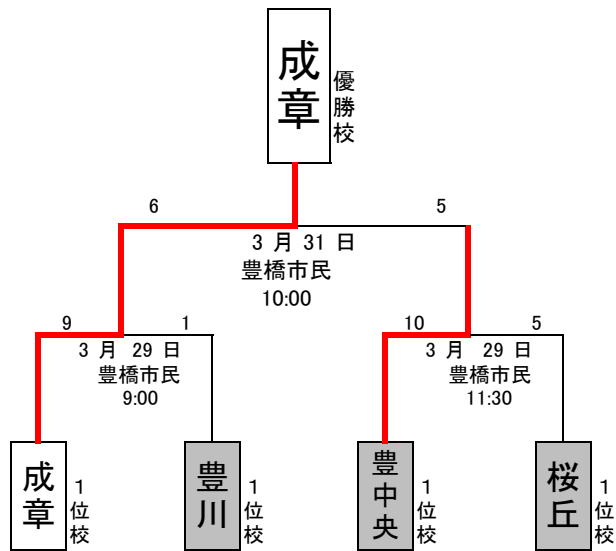 成章
優勝校
6
5
3 月 31 日
豊橋市民
10:00
9
1
10
5
3 月 29 日
豊橋市民
9:00
3 月 29 日
豊橋市民
11:30
成章
1位校
豊川
1位校
豊中央
1位校
桜丘
1位校